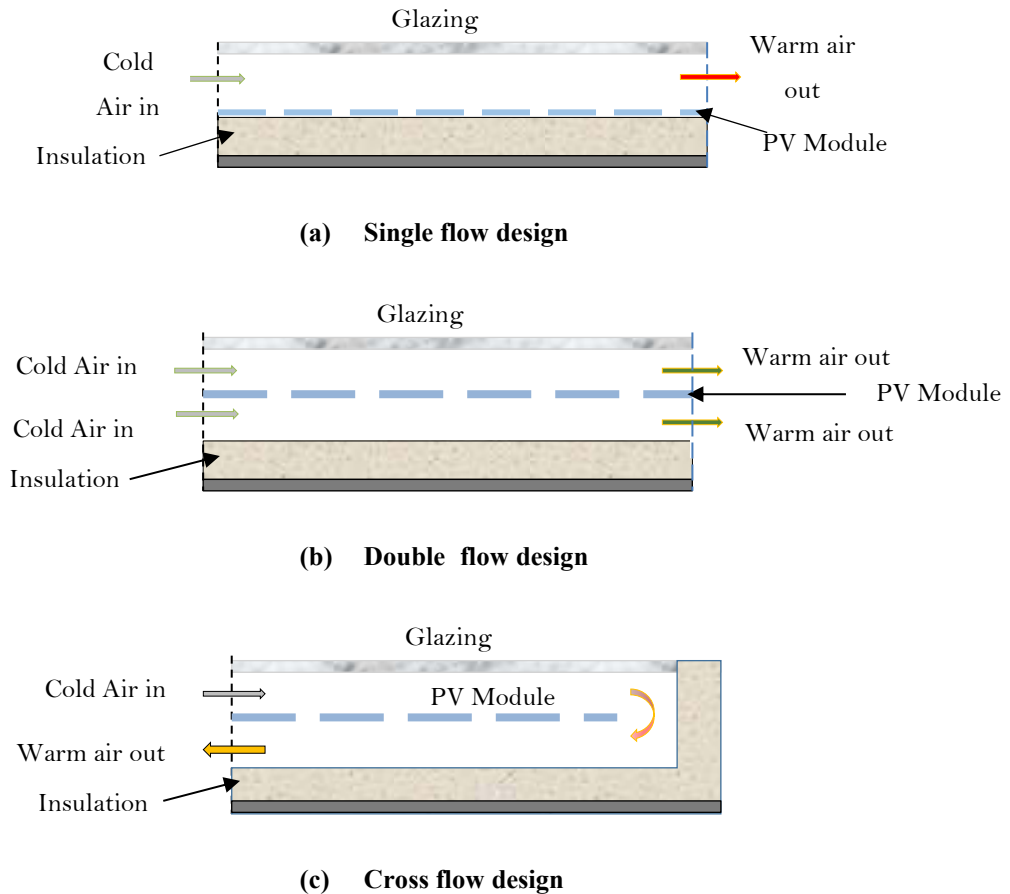 Glazing
Cold
Air in
Warm air
out
Insulation
PV Module
(a) Single flow design
Glazing
Cold Air in
Warm air out
PV Module
Cold Air in
Warm air out
Insulation
(b) Double flow design
Glazing
Cold Air in
PV Module
Warm air out
Insulation
(c) Cross flow design